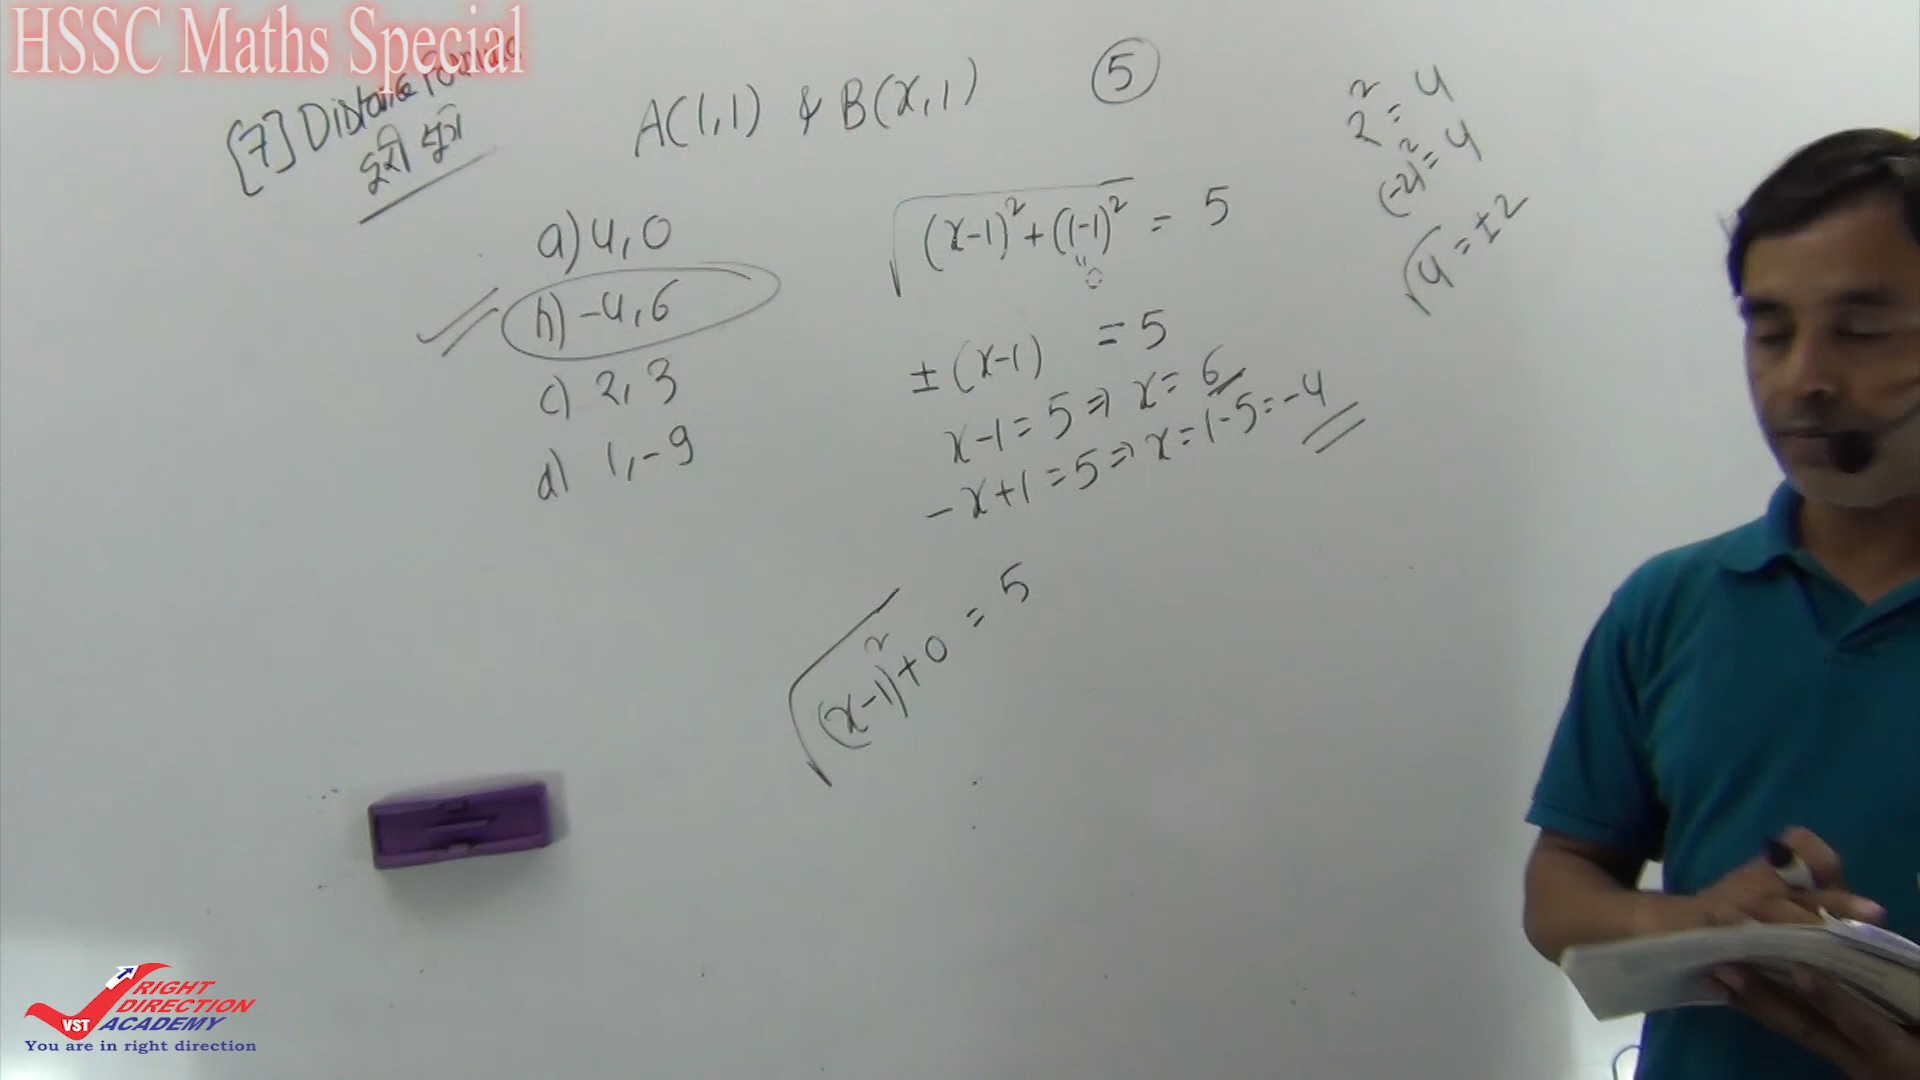 HSSC Maths Special
[7] Distance Formula
दूरी सूत्र
A(1,1) & B(x,1) 5
a) 4,0
b) -4,6
c) 2,3
d) 1,-9
√(x-1)²+(1-1)² = 5
"0
±(x-1) = 5
x-1=5 ⇒ x=6
-x+1=5 ⇒ x=1-5=-4
√(x-1)²+0 = 5
2²=4
(-2)²=4
√4=±2
VST
RIGHT
DIRECTION
ACADEMY
You are in right direction